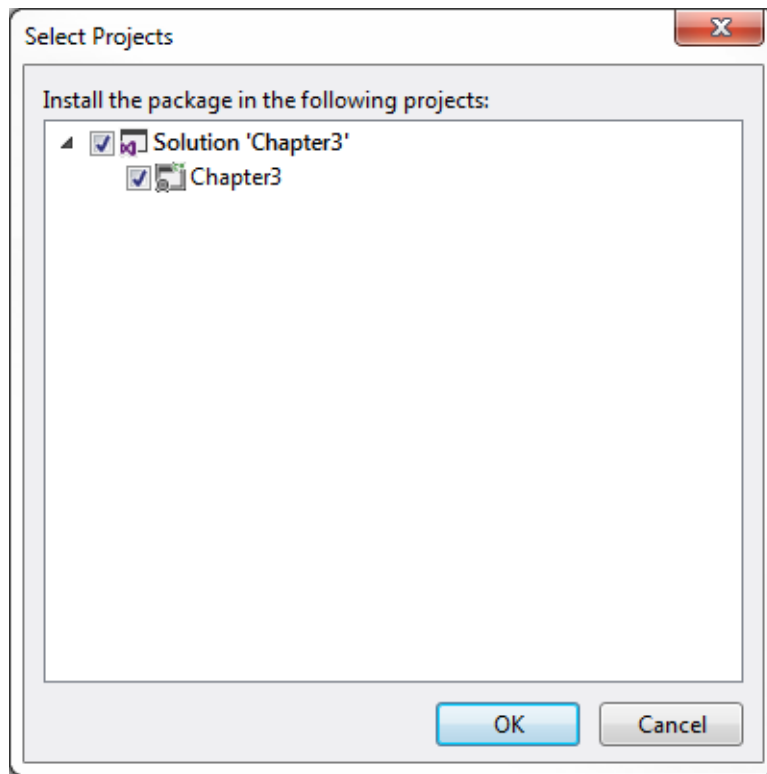 Select Projects
Install the package in the following projects:
Solution 'Chapter3'
Chapter3
OK Cancel